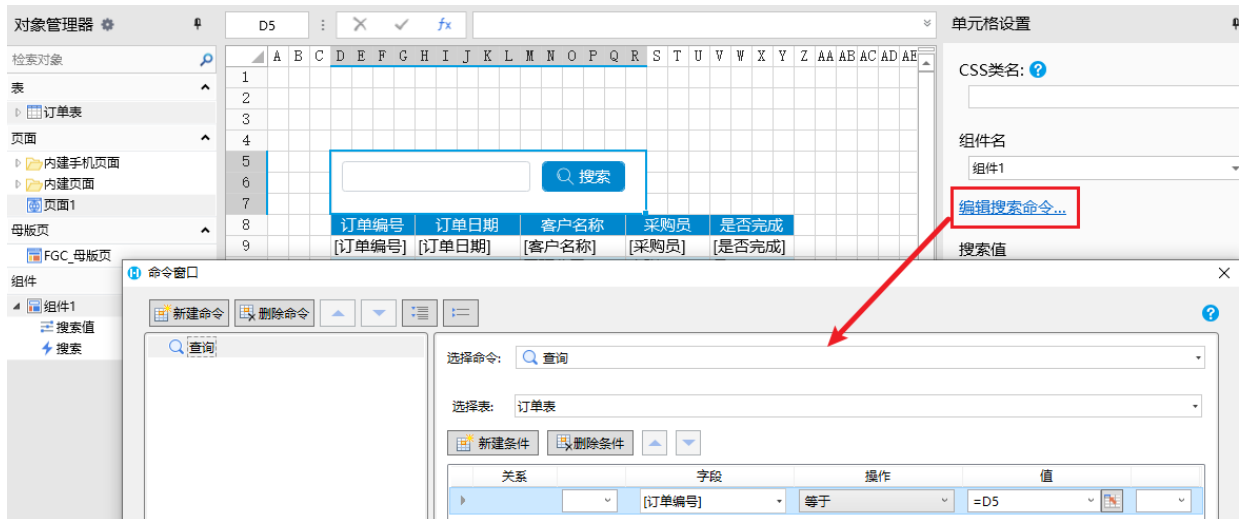 对象管理器
D5
fx
单元格设置
检索对象
A B C D E F G H I J K L M N O P Q R S T U V W X Y Z AA AB AC AD AE
CSS类名:
表
1
订单表
2
3
组件名
页面
4
组件1
内建手机页面
5
搜索
内建页面
6
编辑搜索命令...
页面1
7
母版页
8
订单编号 订单日期 客户名称 采购员 是否完成
搜索值
FGC_母版页
9
[订单编号] [订单日期] [客户名称] [采购员] [是否完成]
组件
命令窗口
组件1
新建命令 删除命令
搜索值
搜索
查询
选择命令: 查询
选择表: 订单表
新建条件 删除条件
关系 字段 操作 值
[订单编号] 等于 =D5